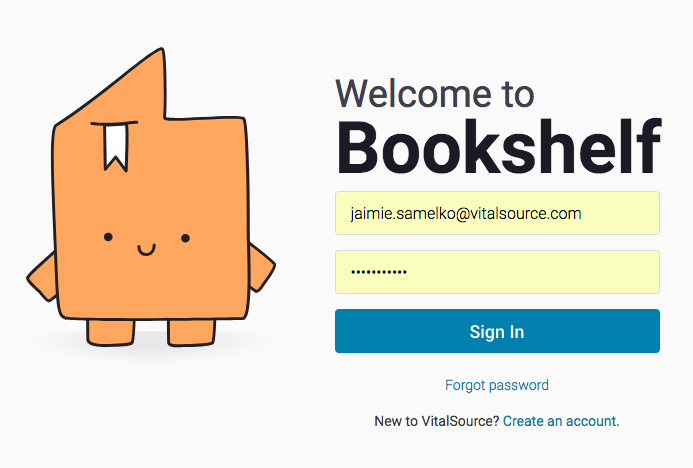 Welcome to
Bookshelf
jaimie.samelko@vitalsource.com
•••••••••••
Sign In
Forgot password
New to VitalSource? Create an account.